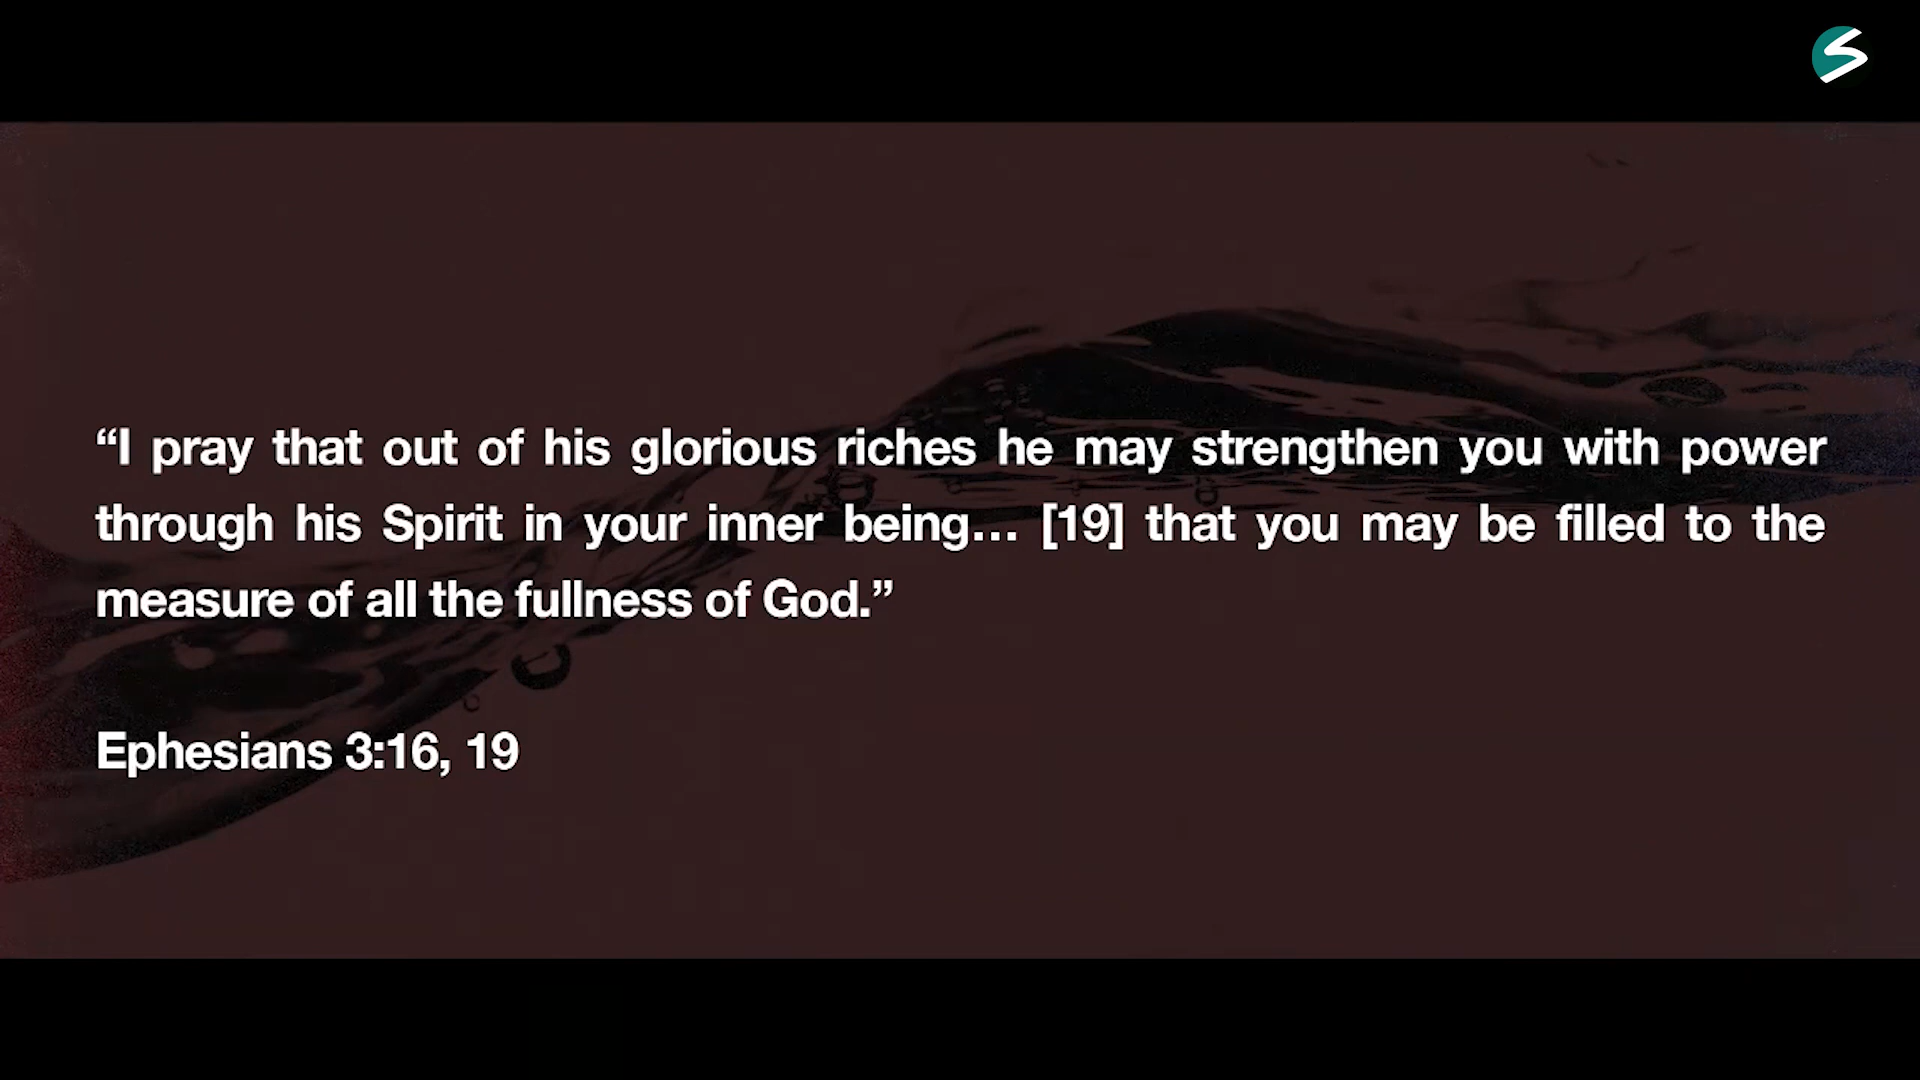 “I pray that out of his glorious riches he may strengthen you with power
through his Spirit in your inner being… [19] that you may be filled to the
measure of all the fullness of God.”
Ephesians 3:16, 19